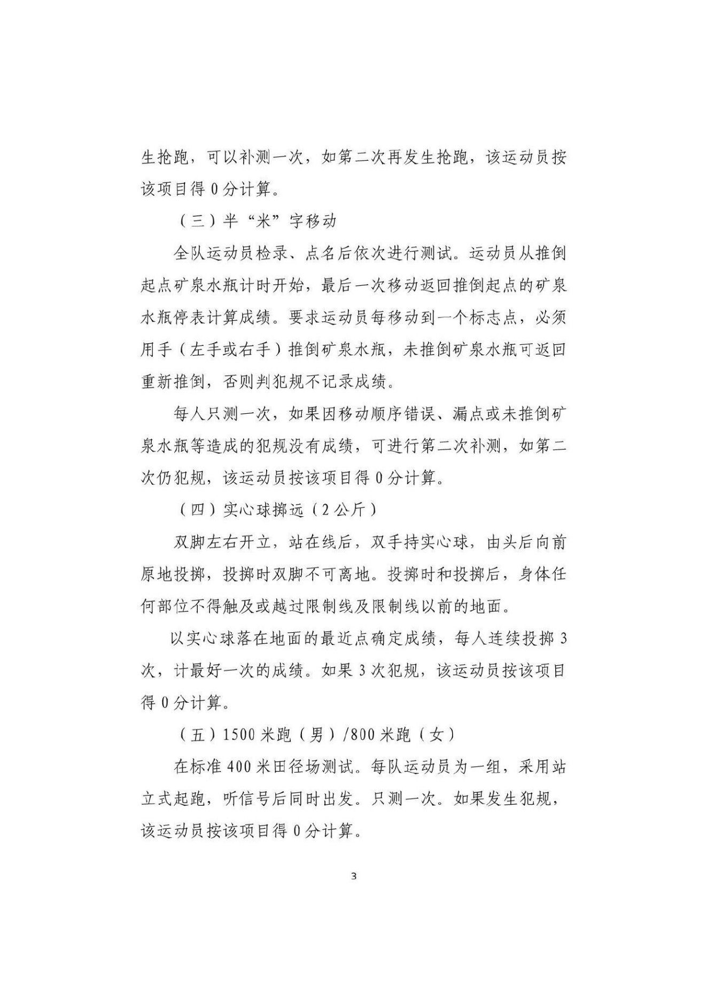 生抢跑，可以补测一次，如第二次再发生抢跑，该运动员按
该项目得 0 分计算。
（三）半“米”字移动
全队运动员检录、点名后依次进行测试。运动员从推倒
起点矿泉水瓶计时开始，最后一次移动返回推倒起点的矿泉
水瓶停表计算成绩。要求运动员每移动到一个标志点，必须
用手（左手或右手）推倒矿泉水瓶，未推倒矿泉水瓶可返回
重新推倒，否则判犯规不记录成绩。
每人只测一次，如果因移动顺序错误、漏点或未推倒矿
泉水瓶等造成的犯规没有成绩，可进行第二次补测，如第二
次仍犯规，该运动员按该项目得 0 分计算。
（四）实心球掷远（2 公斤）
双脚左右开立，站在线后，双手持实心球，由头后向前
原地投掷，投掷时双脚不可离地。投掷时和投掷后，身体任
何部位不得触及或越过限制线及限制线以前的地面。
以实心球落在地面的最近点确定成绩，每人连续投掷 3
次，计最好一次的成绩。如果 3 次犯规，该运动员按该项目
得 0 分计算。
（五）1500 米跑（男）/800 米跑（女）
在标准 400 米田径场测试。每队运动员为一组，采用站
立式起跑，听信号后同时出发。只测一次。如果发生犯规，
该运动员按该项目得 0 分计算。
3